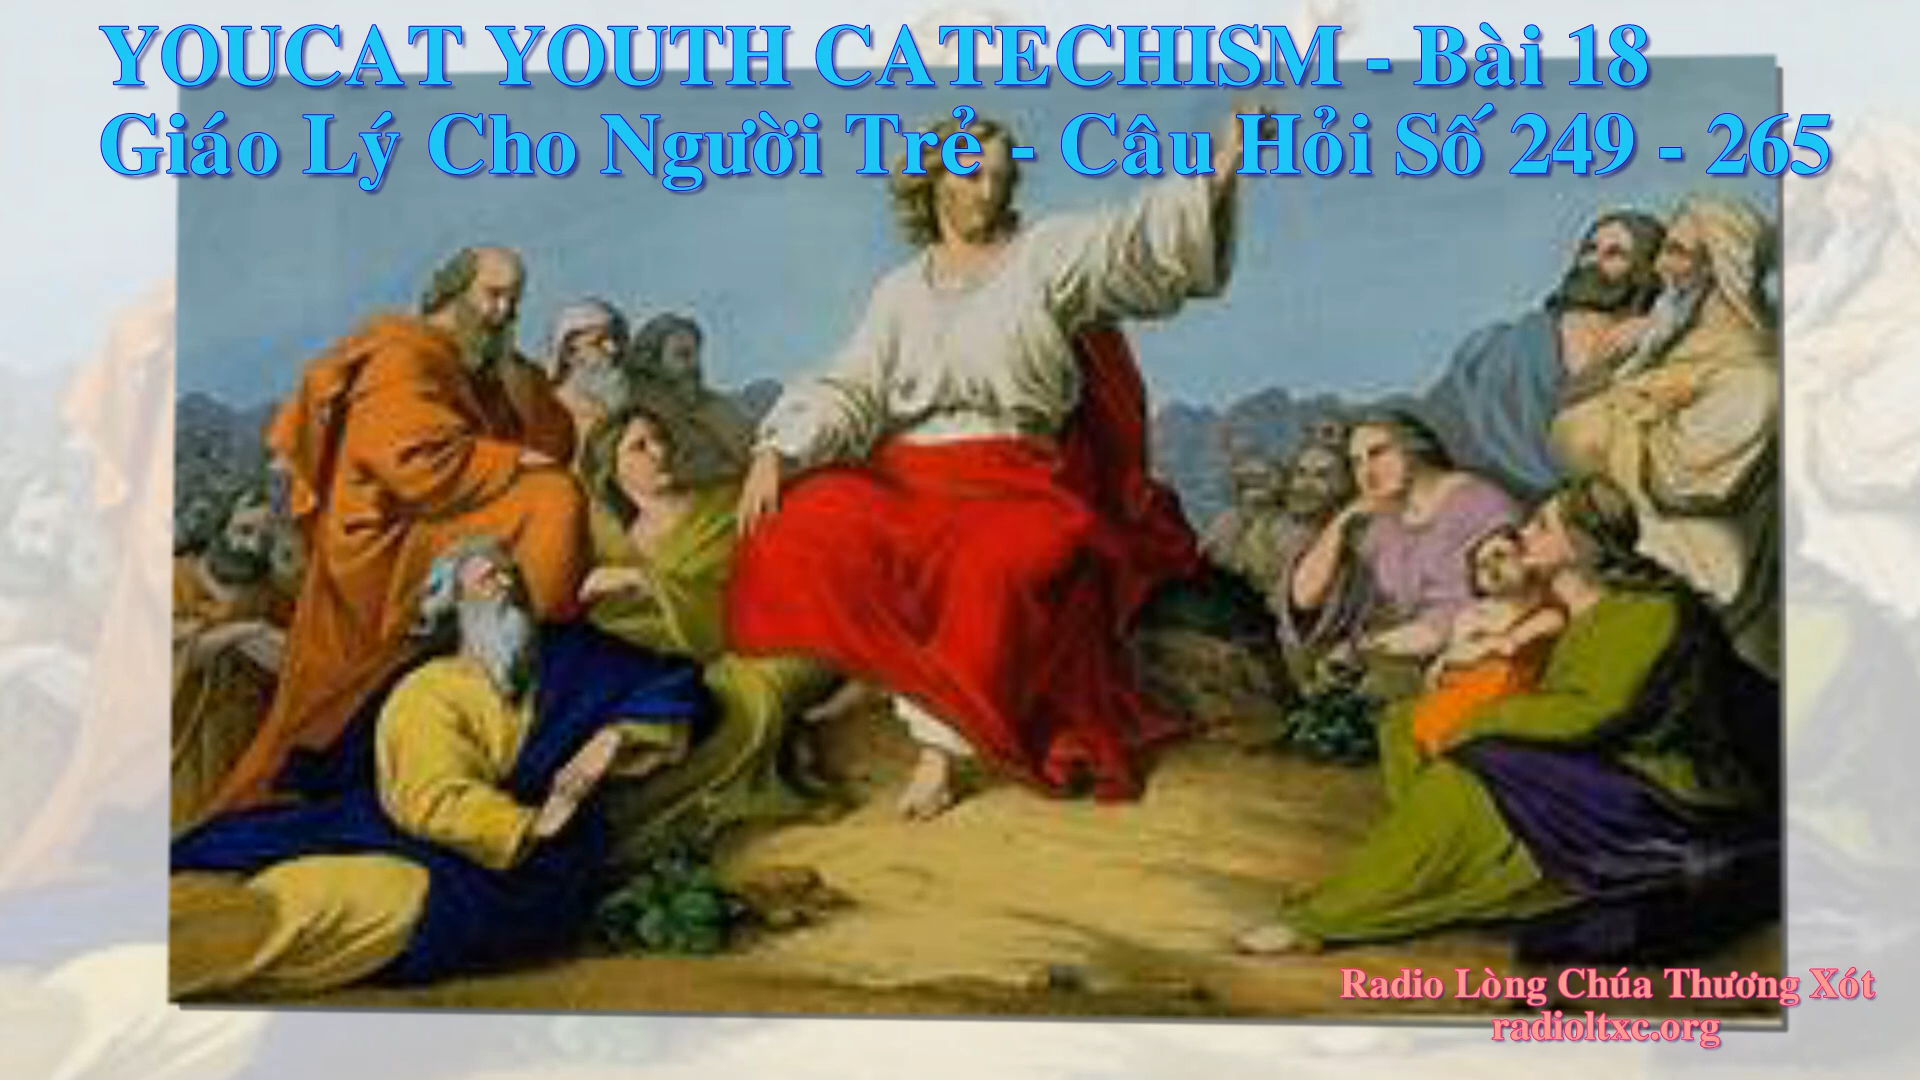 YOUCAT YOUTH CATECHISM - Bài 18
Giáo Lý Cho Người Trẻ - Câu Hỏi Số 249 - 265
Radio Lòng Chúa Thương Xót
radioltxc.org